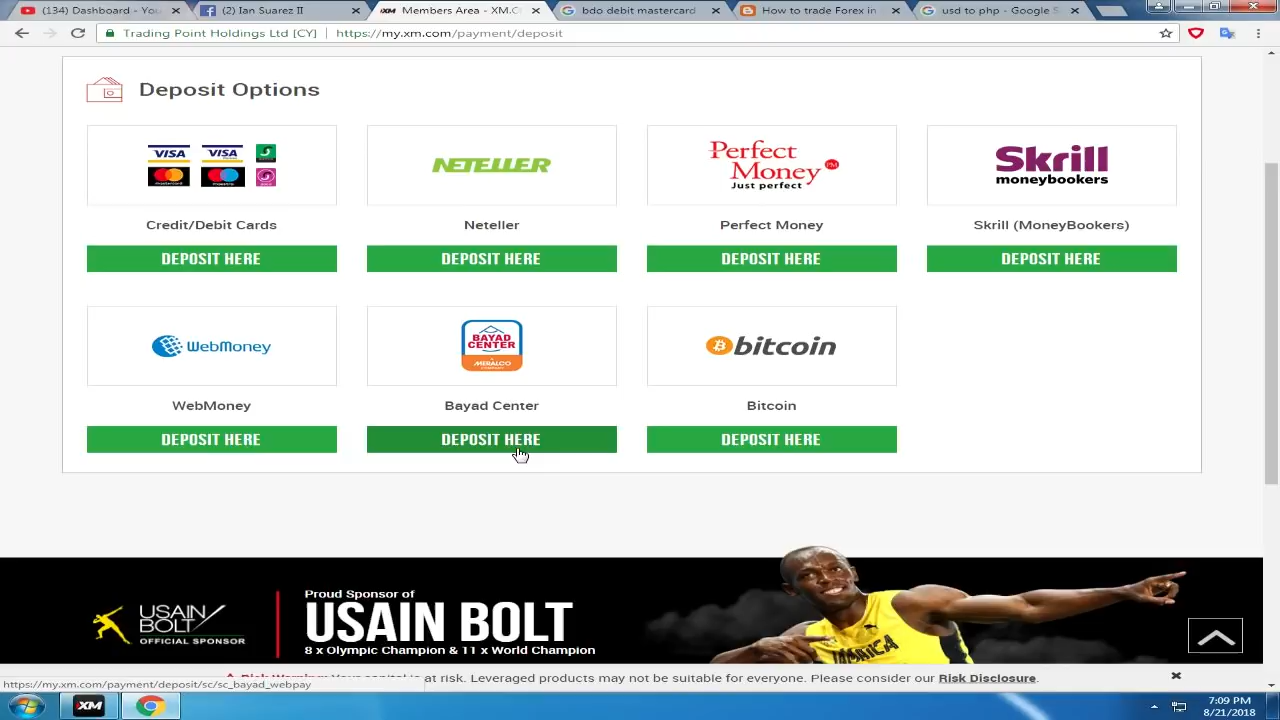 (134) Dashboard - You
(2) Ian Suarez II
XM Members Area - XM.C
bdo debit mastercard
How to trade Forex in
usd to php - Google S
Trading Point Holdings Ltd [CY]
https://my.xm.com/payment/deposit
Deposit Options
VISA VISA
NETELLER
Perfect Money PM
Just perfect
Skrill
moneybookers
Credit/Debit Cards
Neteller
Perfect Money
Skrill (MoneyBookers)
DEPOSIT HERE
DEPOSIT HERE
DEPOSIT HERE
DEPOSIT HERE
WebMoney
BAYAD
CENTER
MERALCO
bitcoin
WebMoney
Bayad Center
Bitcoin
DEPOSIT HERE
DEPOSIT HERE
DEPOSIT HERE
USAIN
BOLT
OFFICIAL SPONSOR
Proud Sponsor of
USAIN BOLT
8 x Olympic Champion & 11 x World Champion
at risk. Leveraged products may not be suitable for everyone. Please consider our Risk Disclosure.
https://my.xm.com/payment/deposit/sc/sc_bayad_webpay
XM
7:09 PM
8/21/2018